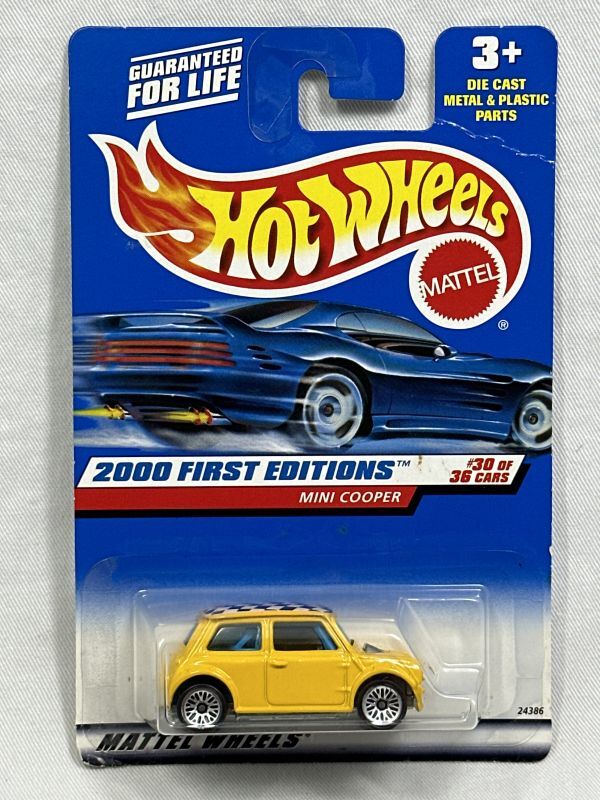 GUARANTEED
FOR LIFE
3+
DIE CAST
METAL & PLASTIC
PARTS
HOT WHEELS
MATTEL
®
2000 FIRST EDITIONS™
#30 OF
36 CARS
MINI COOPER
24386
MATTEL WHEELS